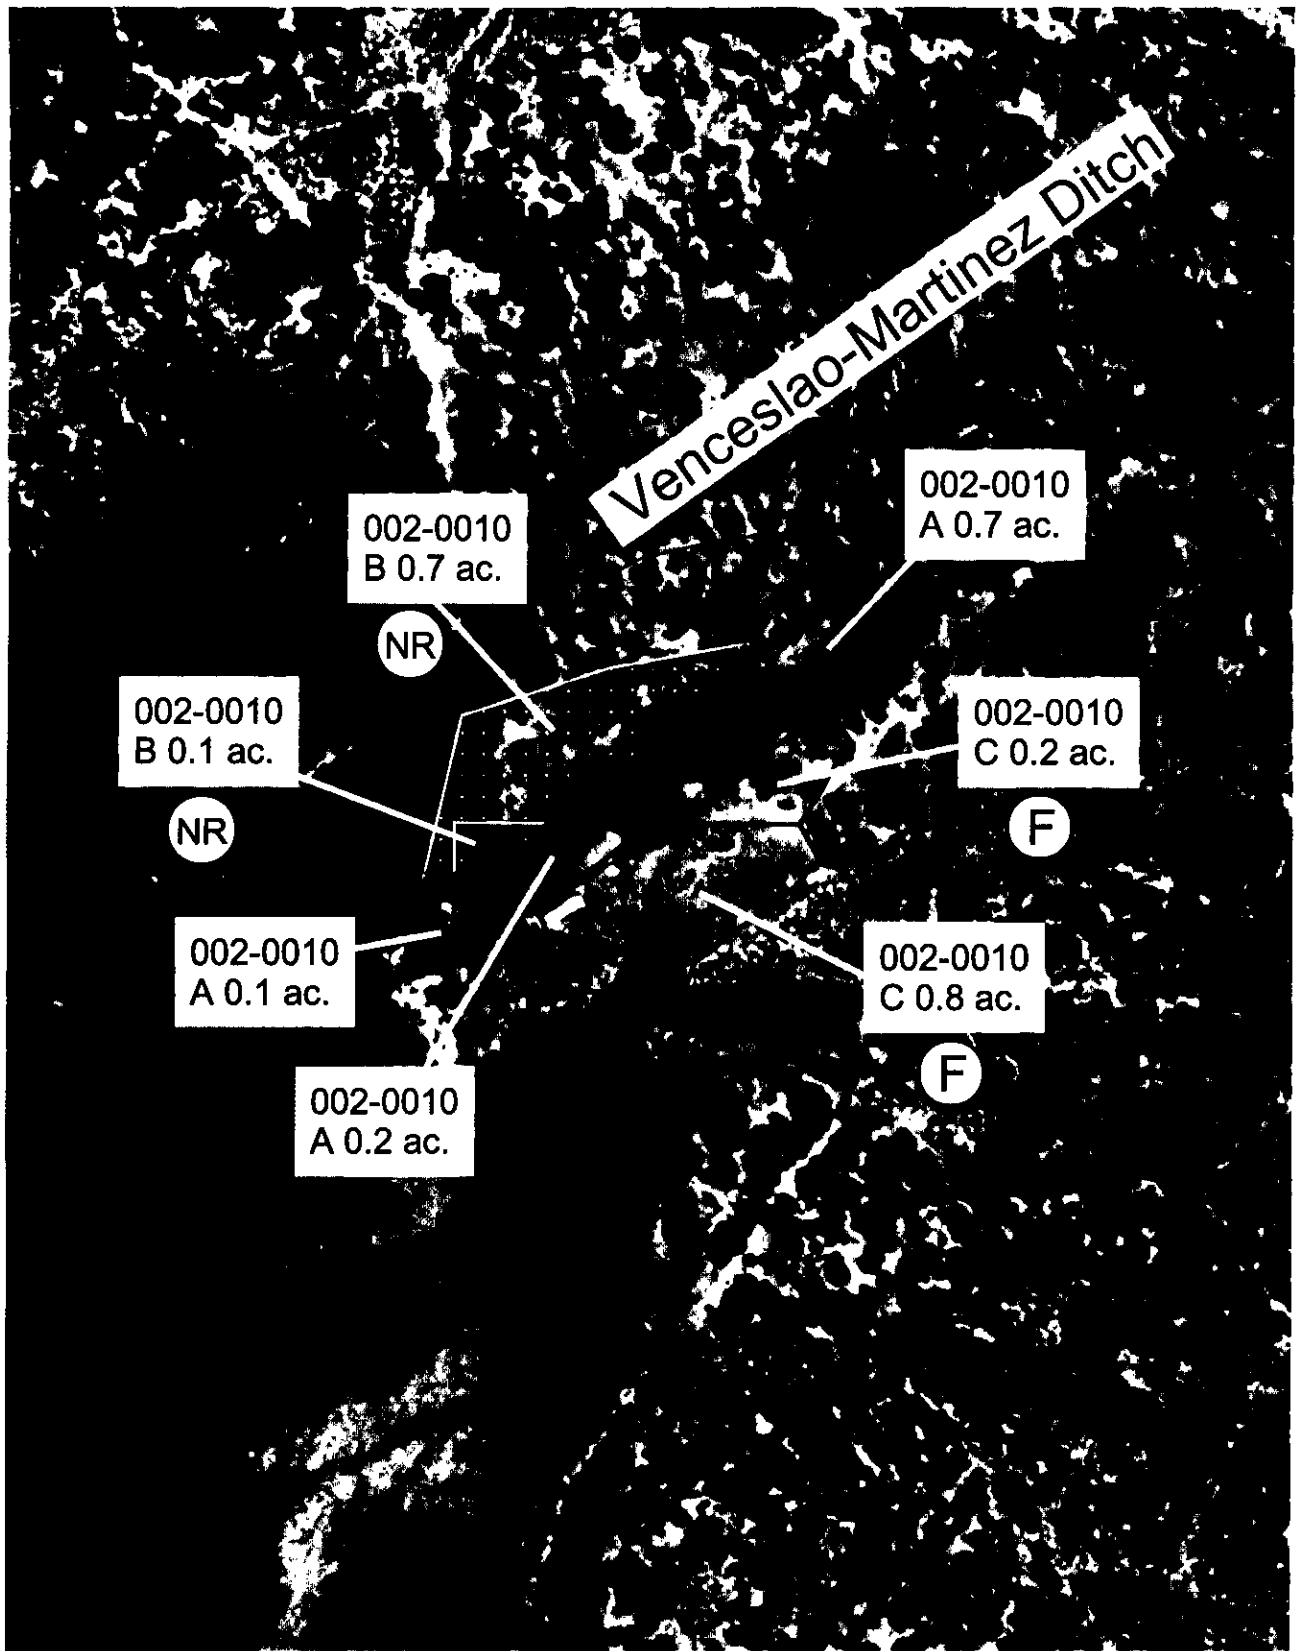 Venceslao-Martinez Ditch
002-0010
A 0.7 ac.
002-0010
B 0.7 ac.
NR
002-0010
B 0.1 ac.
NR
002-0010
C 0.2 ac.
F
002-0010
A 0.1 ac.
002-0010
C 0.8 ac.
F
002-0010
A 0.2 ac.